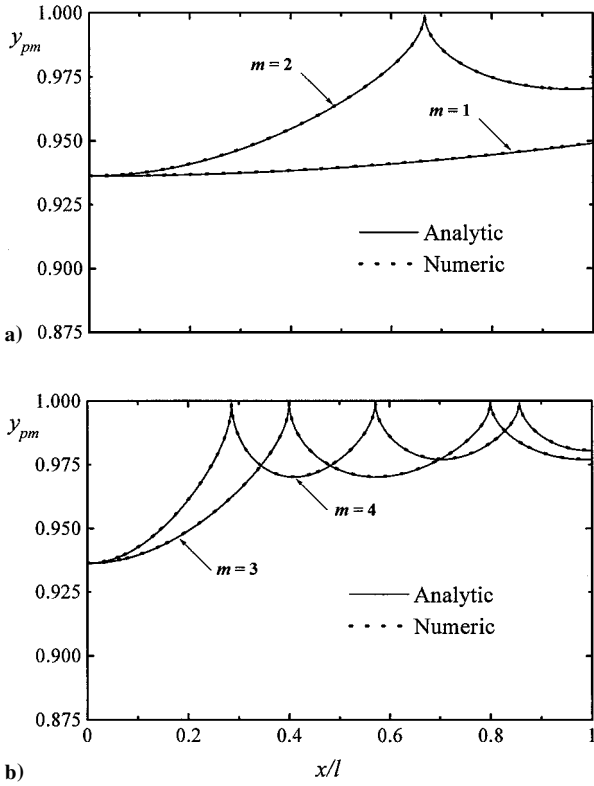 1.000
y_pm
m = 2
0.975
m = 1
0.950
0.925
Analytic
0.900
Numeric
0.875
a)
1.000
y_pm
0.975
m = 4
0.950
m = 3
0.925
Analytic
0.900
Numeric
0.875
0 0.2 0.4 0.6 0.8 1
b)
x/l